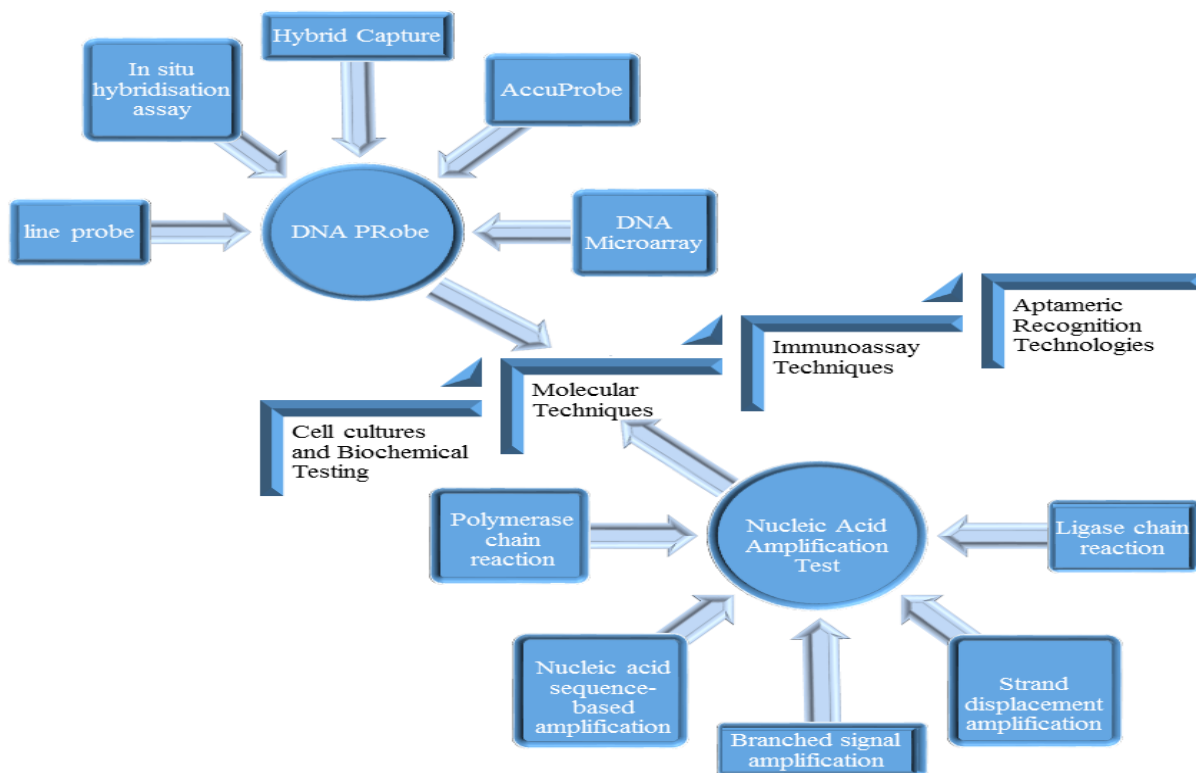 Hybrid Capture
In situ
hybridisation
assay
AccuProbe
line probe
DNA PRobe
DNA
Microarray
Aptameric
Recognition
Technologies
Immunoassay
Techniques
Molecular
Techniques
Cell cultures
and Biochemical
Testing
Polymerase
chain
reaction
Nucleic Acid
Amplification
Test
Ligase chain
reaction
Nucleic acid
sequence-
based
amplification
Branched signal
amplification
Strand
displacement
amplification